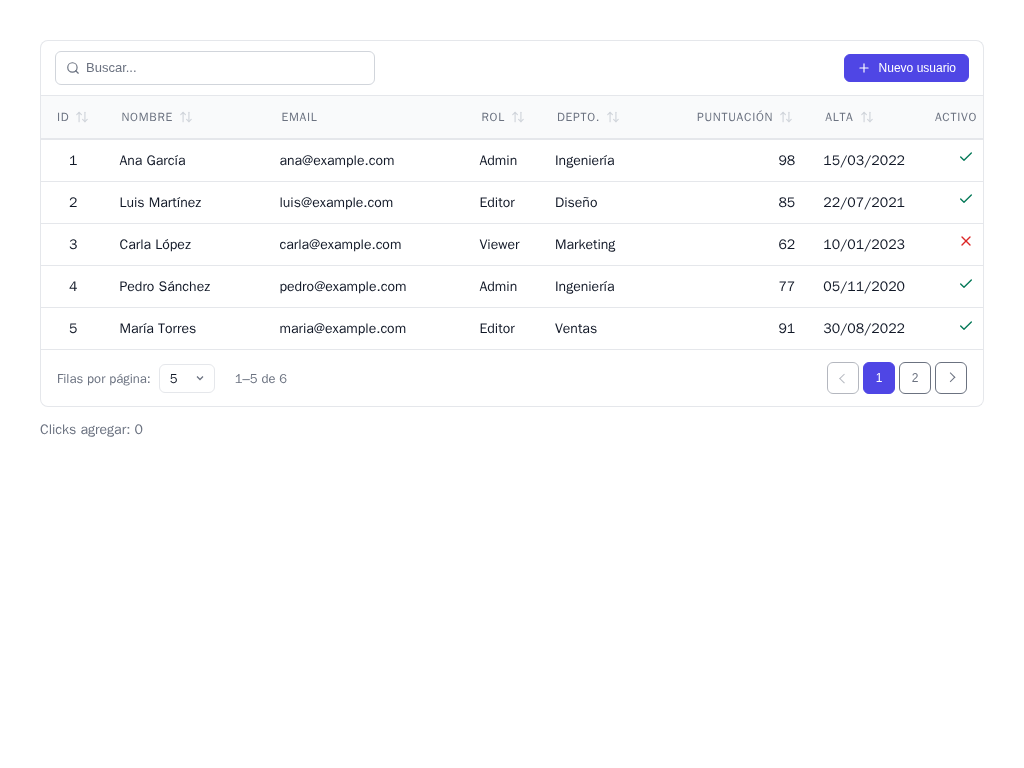 Buscar... Nuevo usuario
ID NOMBRE EMAIL ROL DEPTO. PUNTUACIÓN ALTA ACTIVO
1 Ana García ana@example.com Admin Ingeniería 98 15/03/2022
2 Luis Martínez luis@example.com Editor Diseño 85 22/07/2021
3 Carla López carla@example.com Viewer Marketing 62 10/01/2023
4 Pedro Sánchez pedro@example.com Admin Ingeniería 77 05/11/2020
5 María Torres maria@example.com Editor Ventas 91 30/08/2022
Filas por página: 5 1–5 de 6 1 2
Clicks agregar: 0